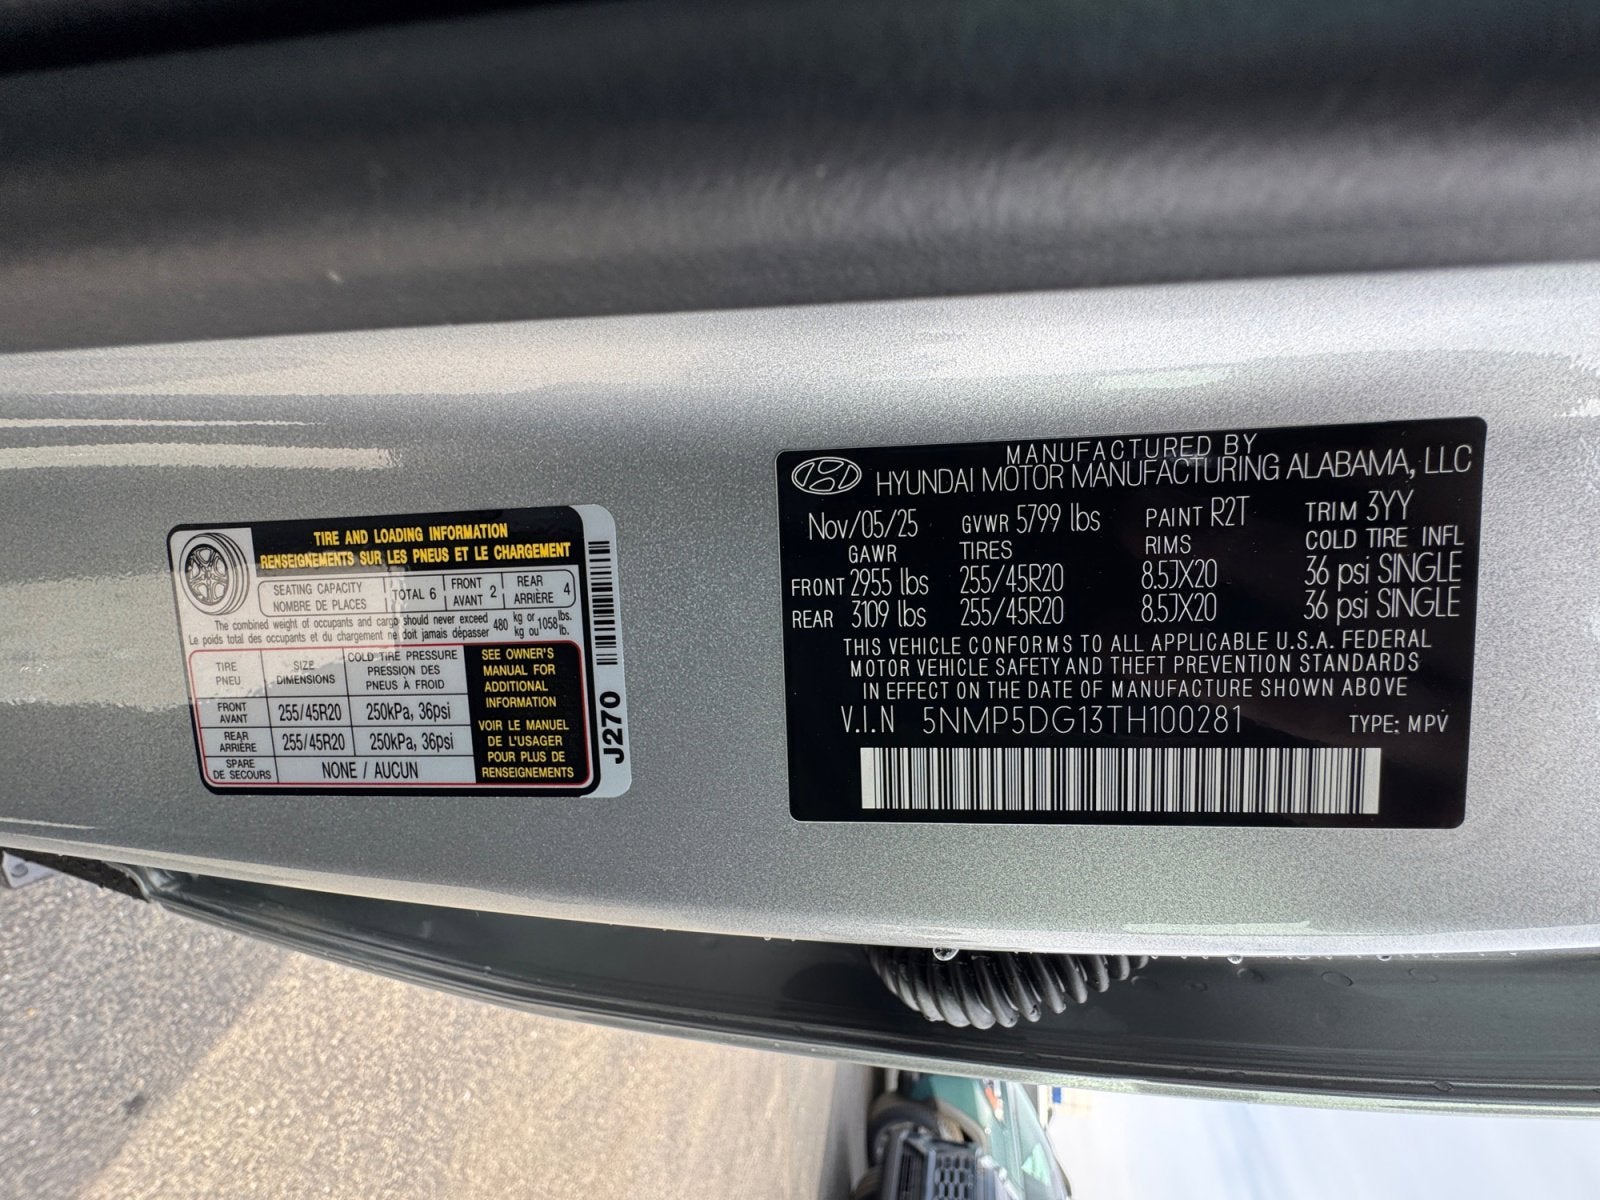 TIRE AND LOADING INFORMATION
RENSEIGNEMENTS SUR LES PNEUS ET LE CHARGEMENT
SEATING CAPACITY
NOMBRE DE PLACES
TOTAL 6
FRONT
AVANT 2
REAR
ARRIÈRE 4
The combined weight of occupants and cargo should never exceed 480 kg or 1058 lbs.
Le poids total des occupants et du chargement ne doit jamais dépasser kg ou lb.
TIRE
PNEU
SIZE
DIMENSIONS
COLD TIRE PRESSURE
PRESSION DES
PNEUS À FROID
FRONT
AVANT
255/45R20
250kPa, 36psi
REAR
ARRIÈRE
255/45R20
250kPa, 36psi
SPARE
DE SECOURS
NONE / AUCUN
SEE OWNER'S
MANUAL FOR
ADDITIONAL
INFORMATION
VOIR LE MANUEL
DE L'USAGER
POUR PLUS DE
RENSEIGNEMENTS
J270
MANUFACTURED BY
HYUNDAI MOTOR MANUFACTURING ALABAMA, LLC
Nov/05/25 GVWR 5799 lbs PAINT R2T TRIM 3YY
GAWR TIRES RIMS COLD TIRE INFL
FRONT 2955 lbs 255/45R20 8.5JX20 36 psi SINGLE
REAR 3109 lbs 255/45R20 8.5JX20 36 psi SINGLE
THIS VEHICLE CONFORMS TO ALL APPLICABLE U.S.A. FEDERAL
MOTOR VEHICLE SAFETY AND THEFT PREVENTION STANDARDS
IN EFFECT ON THE DATE OF MANUFACTURE SHOWN ABOVE
V.I.N 5NMP5DG13TH100281 TYPE: MPV